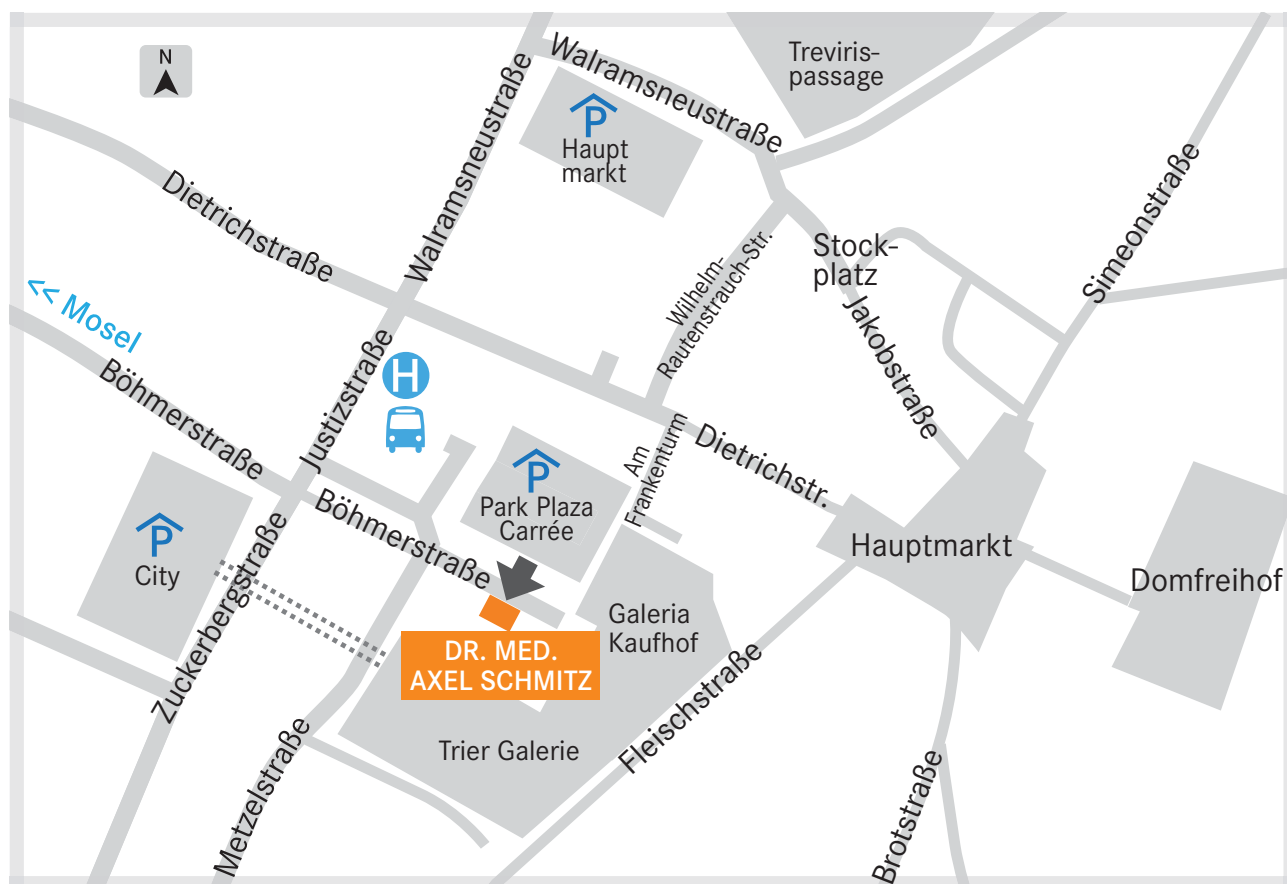 N
Treviris-
passage
Walramsneustraße
P
Haupt
markt
Walramsneustraße
Dietrichstraße
Simeonstraße
Stock-
platz
Wilhelm-
Rautenstrauch-Str.
Jakobstraße
<< Mosel
Böhmerstraße
Justizstraße
H
Am
Frankenturm
Dietrichstr.
P
Park Plaza
Carrée
Böhmerstraße
P
City
Hauptmarkt
Domfreihof
Zuckerbergstraße
Galeria
Kaufhof
DR. MED.
AXEL SCHMITZ
Trier Galerie
Fleischstraße
Metzelstraße
Brotstraße